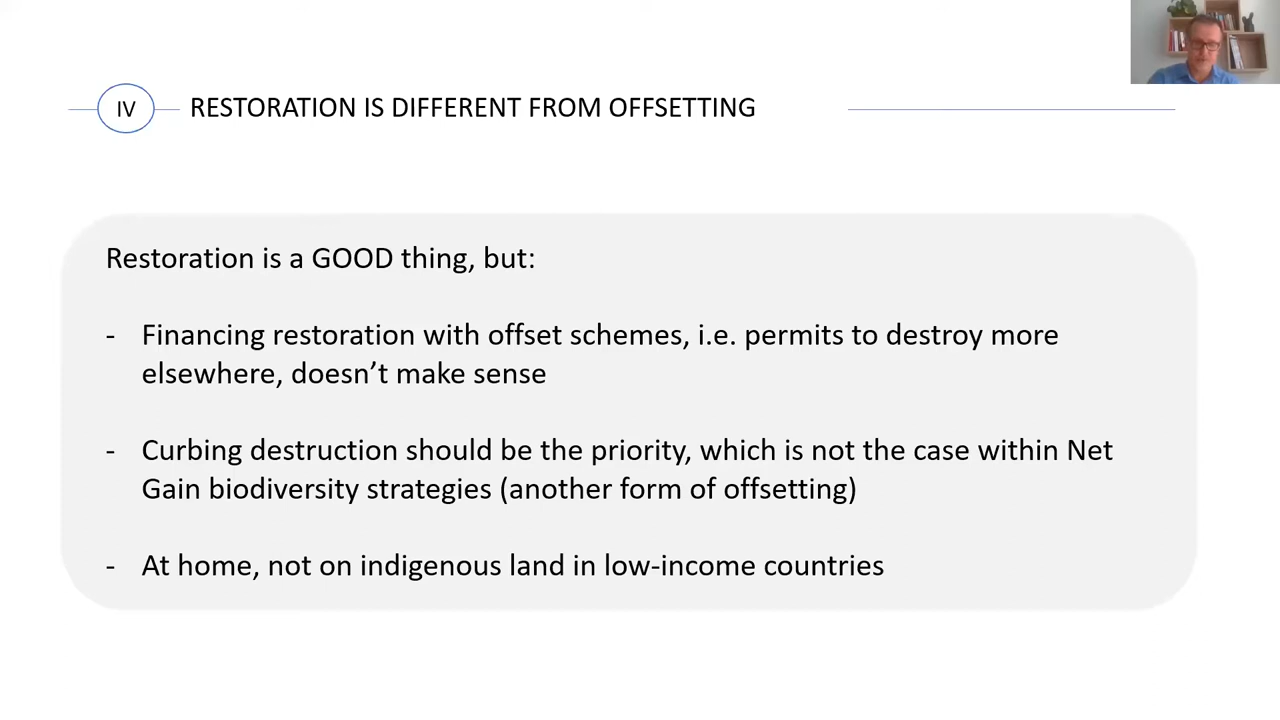 IV
RESTORATION IS DIFFERENT FROM OFFSETTING
Restoration is a GOOD thing, but:
- Financing restoration with offset schemes, i.e. permits to destroy more
elsewhere, doesn’t make sense
- Curbing destruction should be the priority, which is not the case within Net
Gain biodiversity strategies (another form of offsetting)
- At home, not on indigenous land in low-income countries